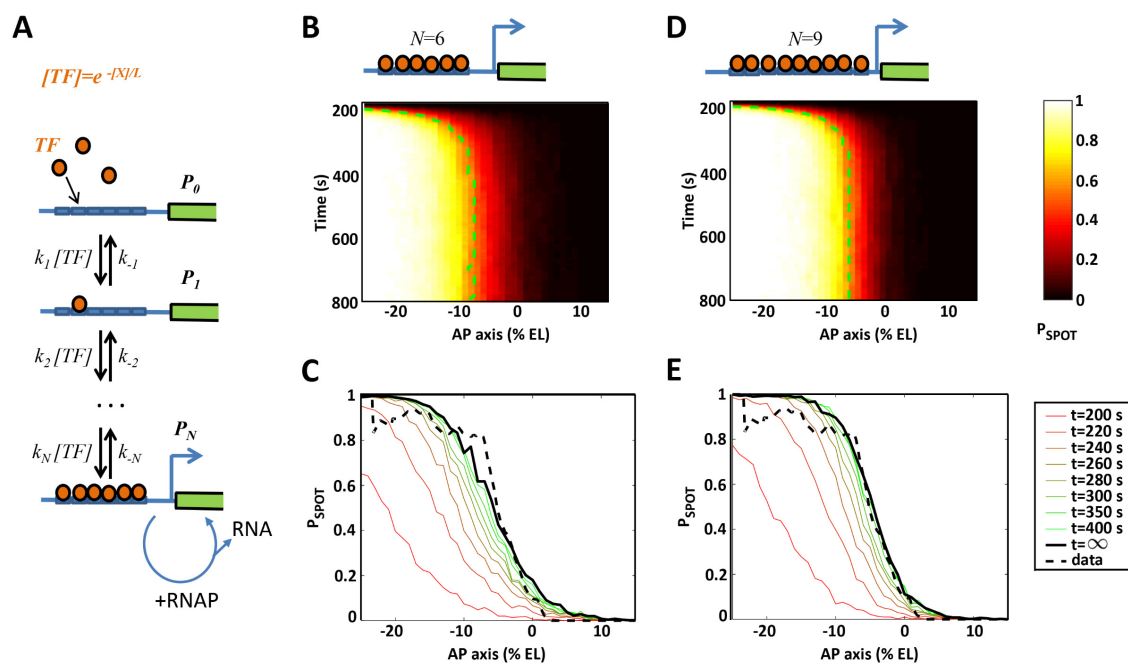 A
[TF]=e -[X]/L
TF
P0
k1 [TF]
k-1
P1
k2 [TF]
k-2
. . .
PN
kN [TF]
k-N
RNA
+RNAP
B
N=6
200
400
600
800
Time (s)
-20
-10
0
10
AP axis (% EL)
C
1
0.8
0.6
0.4
0.2
0
PSPOT
-20
-10
0
10
AP axis (% EL)
D
N=9
200
400
600
800
Time (s)
-20
-10
0
10
AP axis (% EL)
1
0.8
0.6
0.4
0.2
0
PSPOT
E
1
0.8
0.6
0.4
0.2
0
PSPOT
-20
-10
0
10
AP axis (% EL)
t=200 s
t=220 s
t=240 s
t=260 s
t=280 s
t=300 s
t=350 s
t=400 s
t=∞
data